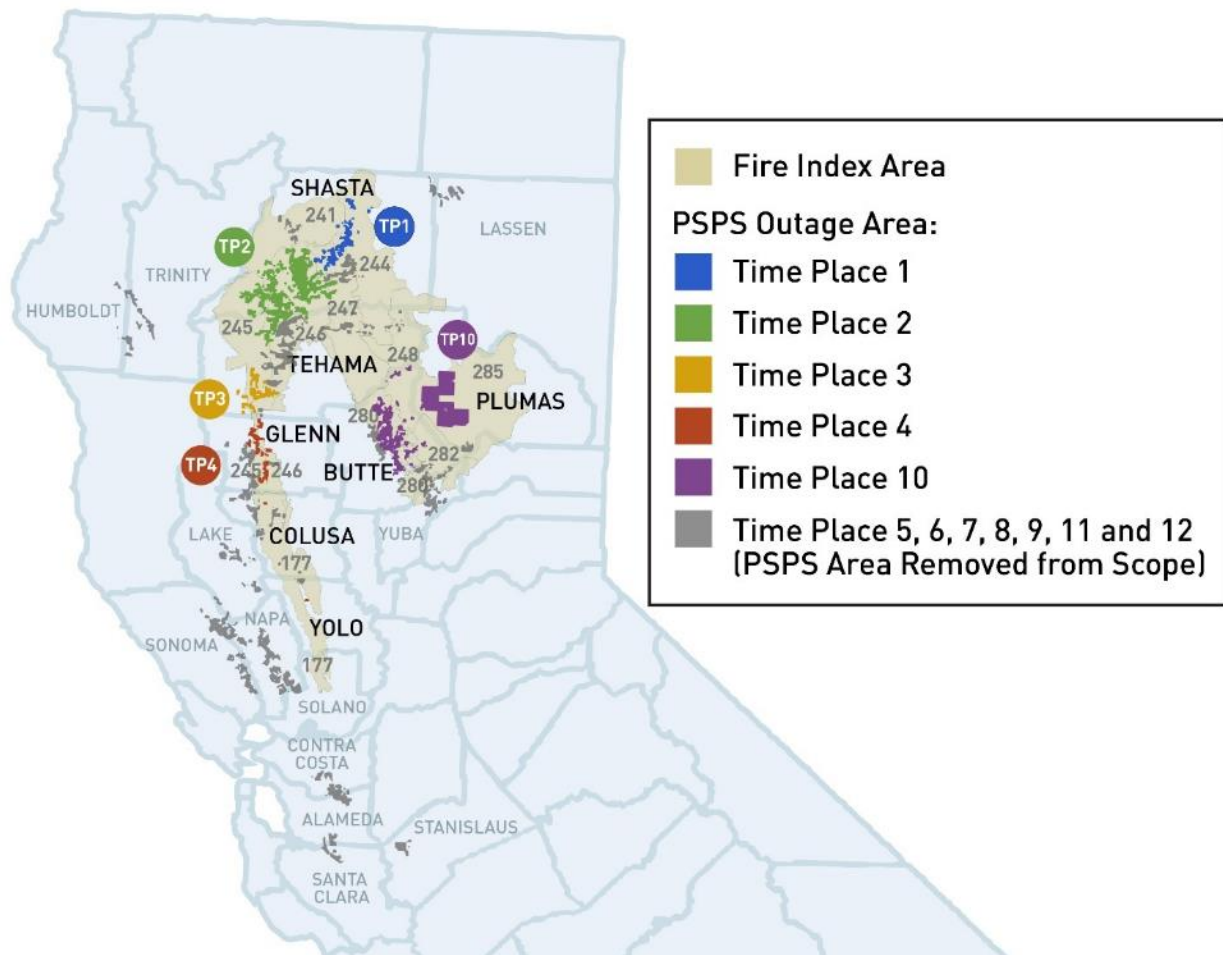 SHASTA
241
TP1
LASSEN
TP2
TRINITY
244
HUMBOLDT
247
245
246
TP10
248
TEHAMA
285
TP3
PLUMAS
280
GLENN
282
TP4
245
246
BUTTE
280
COLUSA
LAKE
YUBA
177
NAPA
YOLO
SONOMA
177
SOLANO
CONTRA
COSTA
ALAMEDA
STANISLAUS
SANTA
CLARA
Fire Index Area
PSPS Outage Area:
Time Place 1
Time Place 2
Time Place 3
Time Place 4
Time Place 10
Time Place 5, 6, 7, 8, 9, 11 and 12
(PSPS Area Removed from Scope)